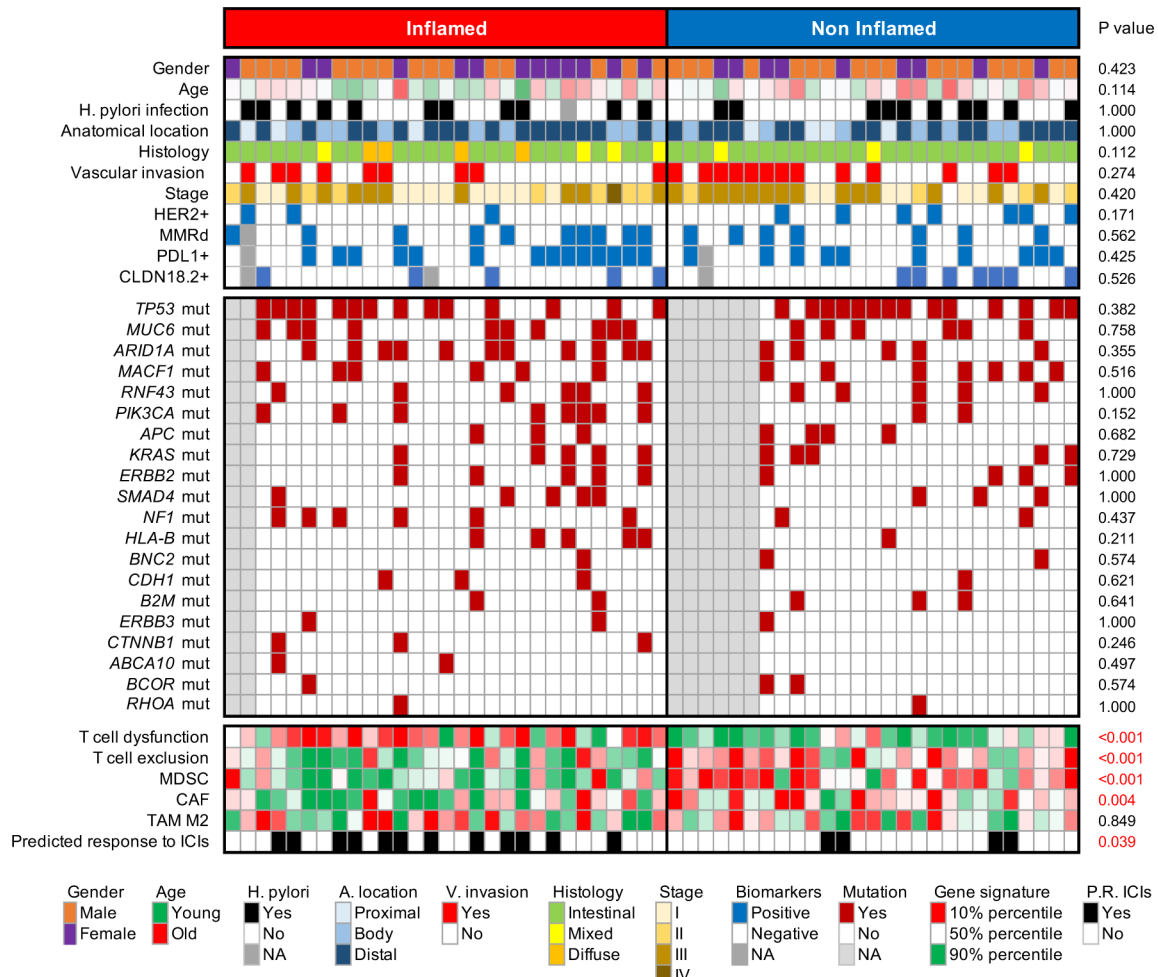 Inflamed Non Inflamed P value
Gender 0.423
Age 0.114
H. pylori infection 1.000
Anatomical location 1.000
Histology 0.112
Vascular invasion 0.274
Stage 0.420
HER2+ 0.171
MMRd 0.562
PDL1+ 0.425
CLDN18.2+ 0.526
TP53 mut 0.382
MUC6 mut 0.758
ARID1A mut 0.355
MACF1 mut 0.516
RNF43 mut 1.000
PIK3CA mut 0.152
APC mut 0.682
KRAS mut 0.729
ERBB2 mut 1.000
SMAD4 mut 1.000
NF1 mut 0.437
HLA-B mut 0.211
BNC2 mut 0.574
CDH1 mut 0.621
B2M mut 0.641
ERBB3 mut 1.000
CTNNB1 mut 0.246
ABCA10 mut 0.497
BCOR mut 0.574
RHOA mut 1.000
T cell dysfunction <0.001
T cell exclusion <0.001
MDSC <0.001
CAF 0.004
TAM M2 0.849
Predicted response to ICIs 0.039
Gender Age H. pylori A. location V. invasion Histology Stage Biomarkers Mutation Gene signature P.R. ICIs
Male Young Yes Proximal Yes Intestinal I Positive Yes 10% percentile Yes
Female Old No Body No Mixed II Negative No 50% percentile No
NA Distal Diffuse III NA NA 90% percentile
IV